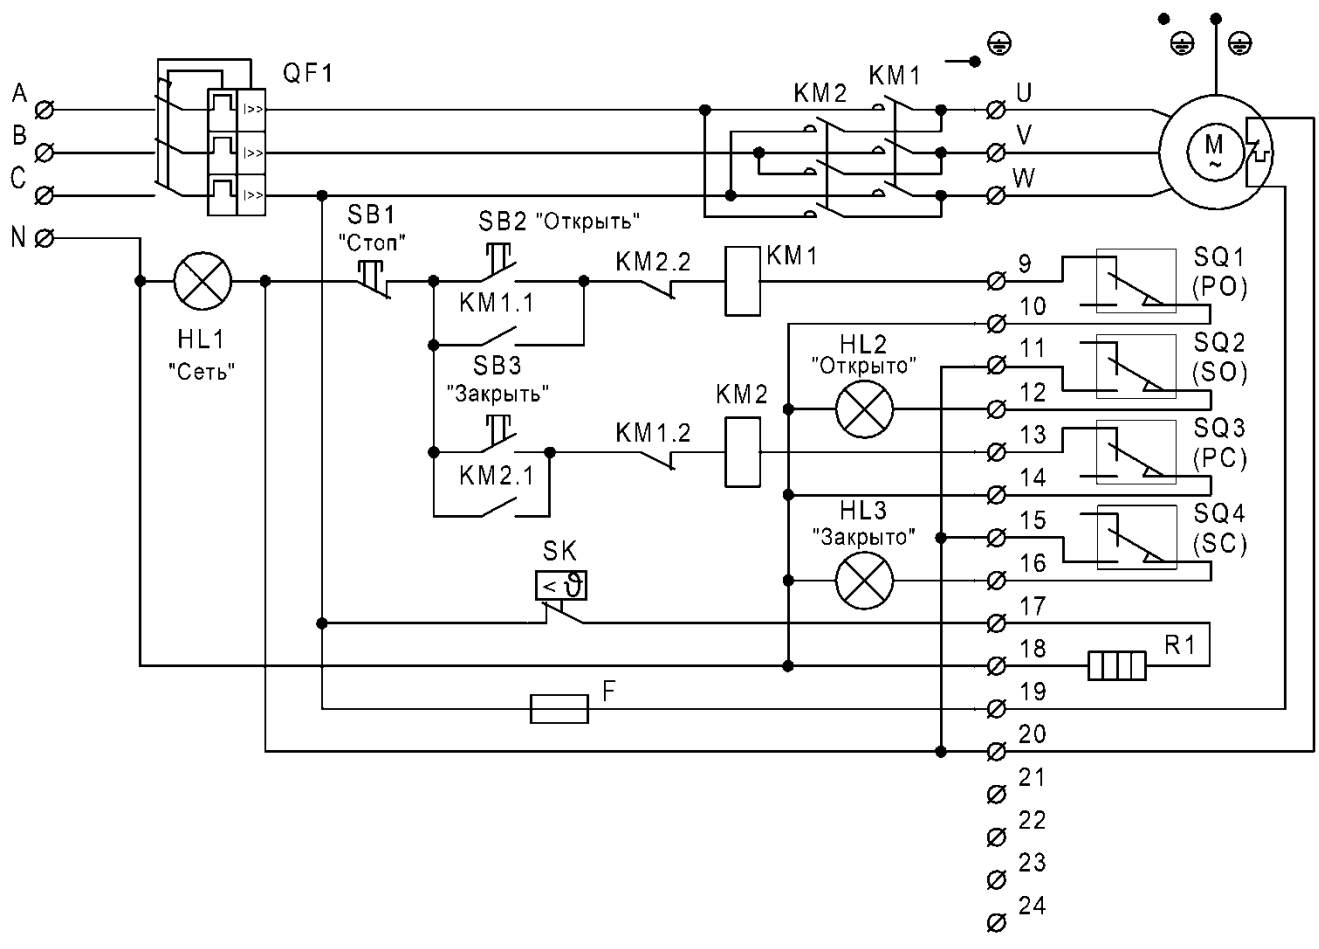 QF1
A
B
C
N
KM2
KM1
U
V
W
M
~
I>>
I>>
I>>
SB1
"Стоп"
SB2 "Открыть"
KM1.1
KM2.2
KM1
HL1
"Сеть"
SB3
"Закрыть"
KM2.1
KM1.2
KM2
HL2
"Открыто"
HL3
"Закрыто"
SK
< ϑ
F
9
10
11
12
13
14
15
16
17
18
19
20
21
22
23
24
SQ1
(PO)
SQ2
(SO)
SQ3
(PC)
SQ4
(SC)
R1